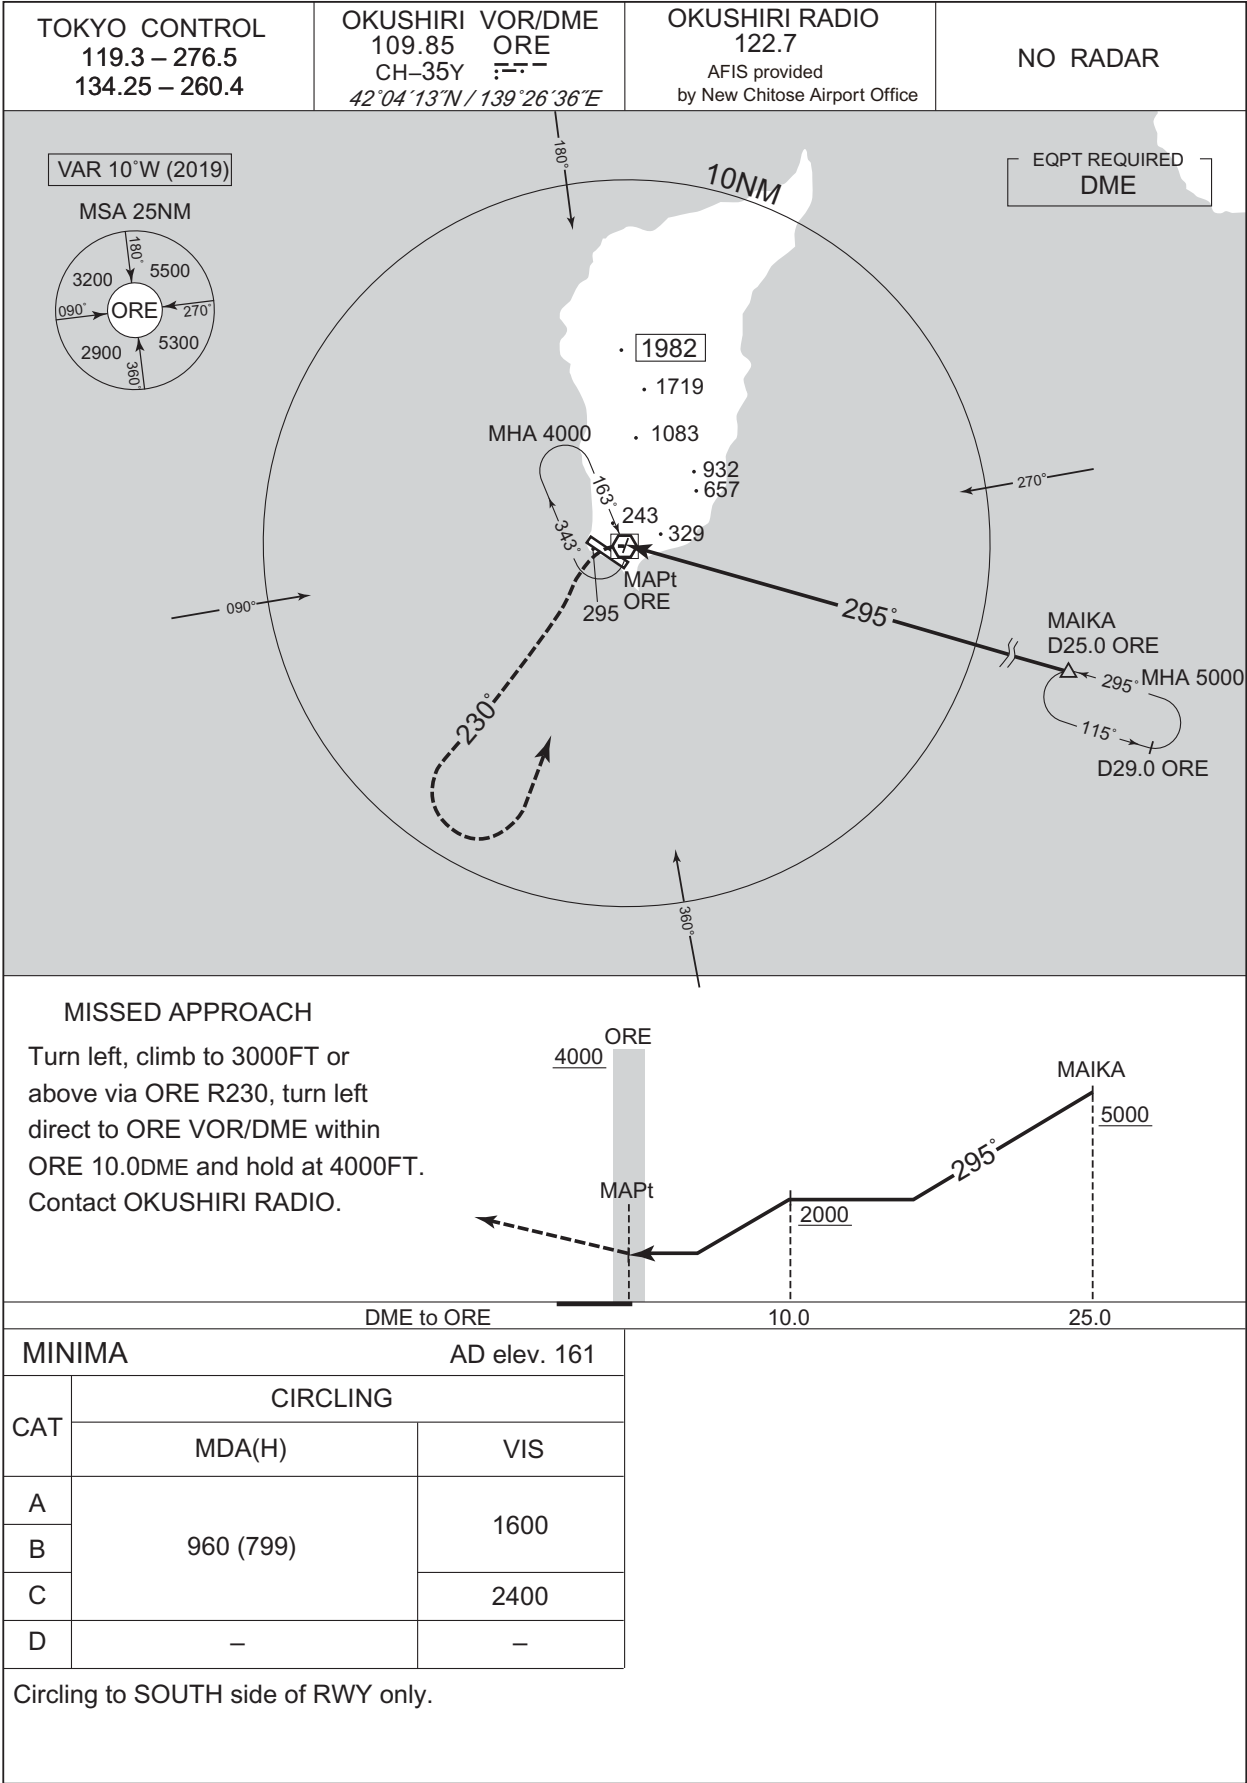 TOKYO CONTROL
119.3 – 276.5
134.25 – 260.4
OKUSHIRI VOR/DME
109.85 ORE
CH–35Y
42°04´13˝N / 139°26´36˝E
OKUSHIRI RADIO
122.7
AFIS provided
by New Chitose Airport Office
NO RADAR
VAR 10°W (2019)
MSA 25NM
180°
3200
5500
090°
ORE
270°
2900
5300
360°
180°
10NM
EQPT REQUIRED
DME
1982
1719
MHA 4000
1083
932
657
163°
343°
243
329
270°
090°
MAPt
ORE
295
295°
MAIKA
D25.0 ORE
295°
MHA 5000
115°
D29.0 ORE
230°
360°
MISSED APPROACH
Turn left, climb to 3000FT or
above via ORE R230, turn left
direct to ORE VOR/DME within
ORE 10.0DME and hold at 4000FT.
Contact OKUSHIRI RADIO.
ORE
4000
MAIKA
5000
295°
MAPt
2000
DME to ORE
10.0
25.0
MINIMA
AD elev. 161
CAT
CIRCLING
MDA(H)
VIS
A
B
C
960 (799)
1600
2400
D
–
–
Circling to SOUTH side of RWY only.